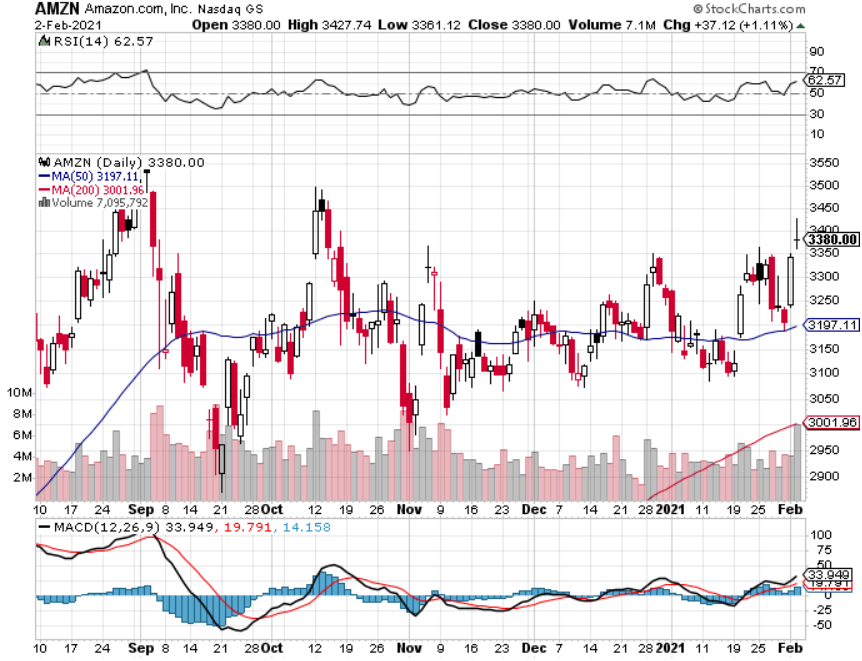 AMZN Amazon.com, Inc. Nasdaq GS © StockCharts.com
2-Feb-2021 Open 3380.00 High 3427.74 Low 3361.12 Close 3380.00 Volume 7.1M Chg +37.12 (+1.11%)
RSI(14) 62.57
90
70
62.57
50
30
10
AMZN (Daily) 3380.00
MA(50) 3197.11,
MA(200) 3001.96
Volume 7,095,792
3550
3500
3450
3400
3380.00
3350
3300
3250
3197.11
3150
3100
3050
3001.96
2950
2900
10M
8M
6M
4M
2M
10 17 24 Sep 8 14 21 28 Oct 12 19 26 Nov 9 16 23 Dec 7 14 21 28 2021 11 19 25 Feb
MACD(12,26,9) 33.949, 19.791, 14.158
100
75
50
33.949
19.791
0
-25
-50
10 17 24 Sep 8 14 21 28 Oct 12 19 26 Nov 9 16 23 Dec 7 14 21 28 2021 11 19 25 Feb